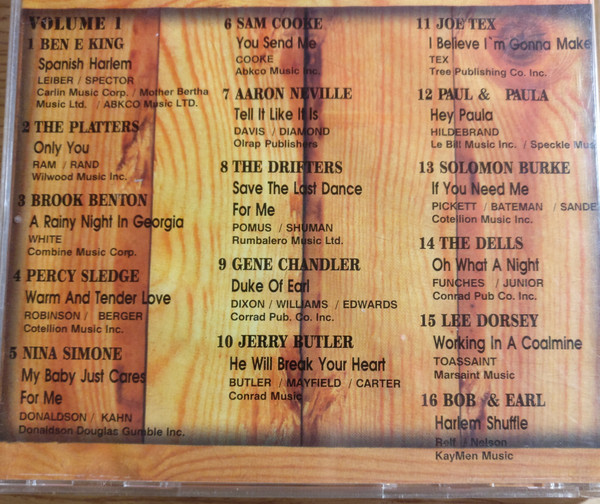 VOLUME 1
1 BEN E KING
Spanish Harlem
LEIBER / SPECTOR
Carlin Music Corp. / Mother Bertha
Music Ltd. / ABKCO Music LTD.
2 THE PLATTERS
Only You
RAM / RAND
Wilwood Music Inc.
3 BROOK BENTON
A Rainy Night In Georgia
WHITE
Combine Music Corp.
4 PERCY SLEDGE
Warm And Tender Love
ROBINSON / BERGER
Cotellion Music Inc.
5 NINA SIMONE
My Baby Just Cares
For Me
DONALDSON / KAHN
Donaldson Douglas Gumble Inc.
6 SAM COOKE
You Send Me
COOKE
Abkco Music Inc.
7 AARON NEVILLE
Tell It Like It Is
DAVIS / DIAMOND
Olrap Publishers
8 THE DRIFTERS
Save The Last Dance
For Me
POMUS / SHUMAN
Rumbalero Music Ltd.
9 GENE CHANDLER
Duke Of Earl
DIXON / WILLIAMS / EDWARDS
Corrad Pub. Co. Inc.
10 JERRY BUTLER
He Will Break Your Heart
BUTLER / MAYFIELD / CARTER
Conrad Music
11 JOE TEX
I Believe I`m Gonna Make
TEX
Tree Publishing Co. Inc.
12 PAUL & PAULA
Hey Paula
HILDEBRAND
Le Bill Music Inc. / Speckle Mus
13 SOLOMON BURKE
If You Need Me
PICKETT / BATEMAN / SANDE
Cotellion Music Inc.
14 THE DELLS
Oh What A Night
FUNCHES / JUNIOR
Conrad Pub Co. Inc.
15 LEE DORSEY
Working In A Coalmine
TOASSAINT
Marsaint Music
16 BOB & EARL
Harlem Shuffle
Relf / Nelson
KayMen Music